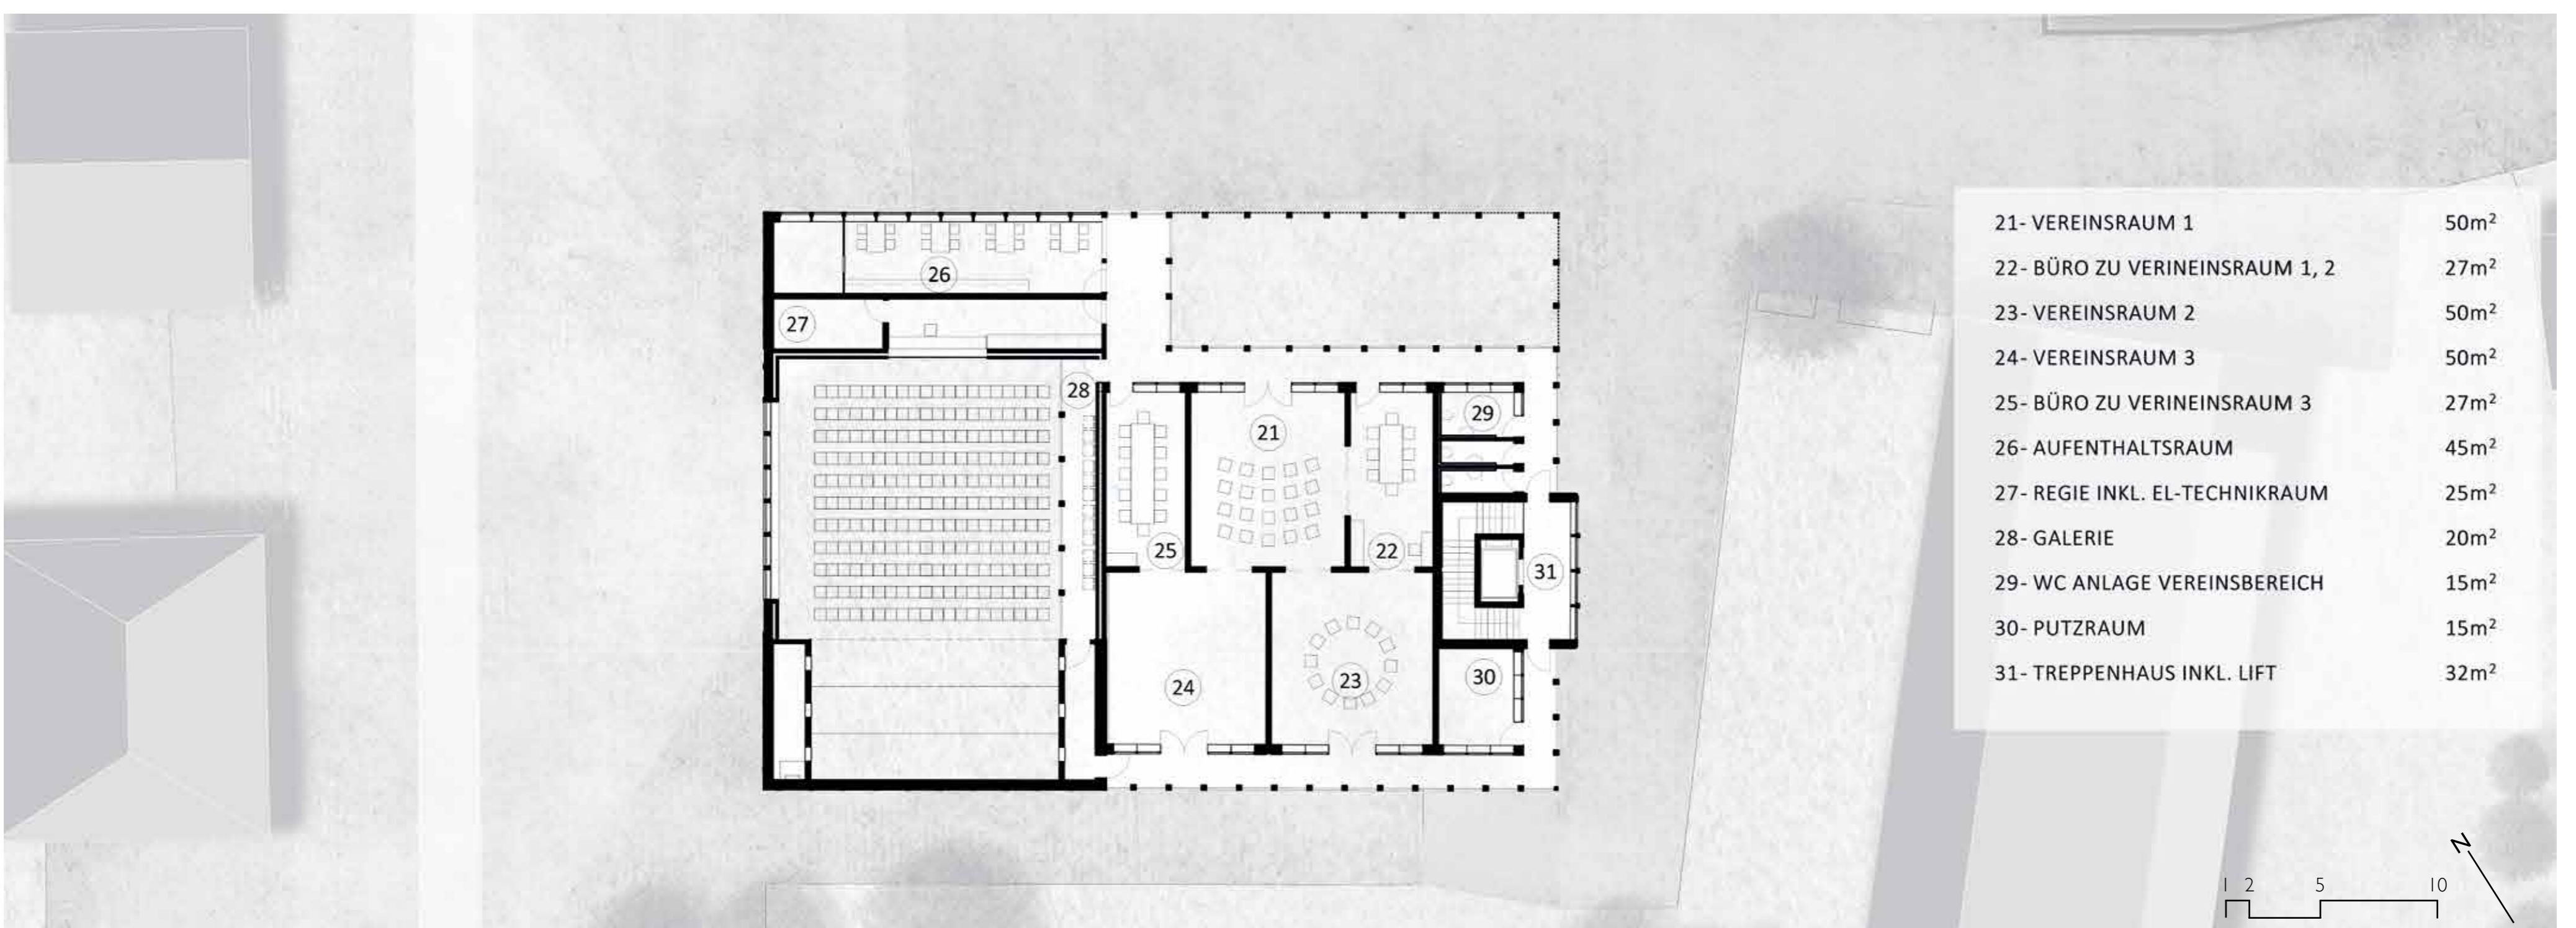 26
27
28
29
21
25
22
31
24
23
30
21- VEREINSRAUM 1 50m²
22- BÜRO ZU VERINEINSRAUM 1, 2 27m²
23- VEREINSRAUM 2 50m²
24- VEREINSRAUM 3 50m²
25- BÜRO ZU VERINEINSRAUM 3 27m²
26- AUFENTHALTSRAUM 45m²
27- REGIE INKL. EL-TECHNIKRAUM 25m²
28- GALERIE 20m²
29- WC ANLAGE VEREINSBEREICH 15m²
30- PUTZRAUM 15m²
31- TREPPENHAUS INKL. LIFT 32m²
N
1 2 5 10